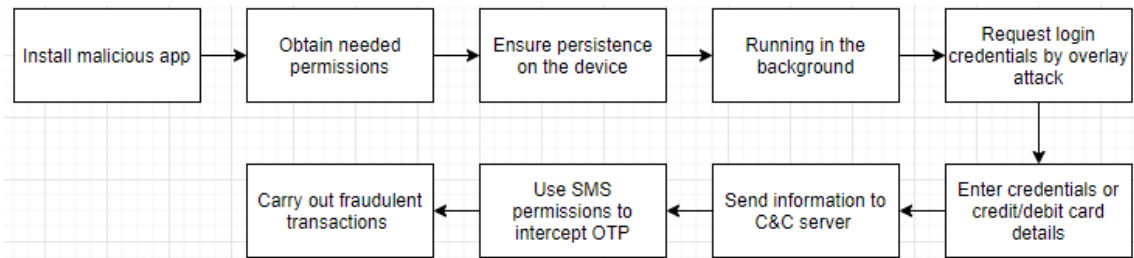 Install malicious app
Obtain needed
permissions
Ensure persistence
on the device
Running in the
background
Request login
credentials by overlay
attack
Enter credentials or
credit/debit card
details
Send information to
C&C server
Use SMS
permissions to
intercept OTP
Carry out fraudulent
transactions